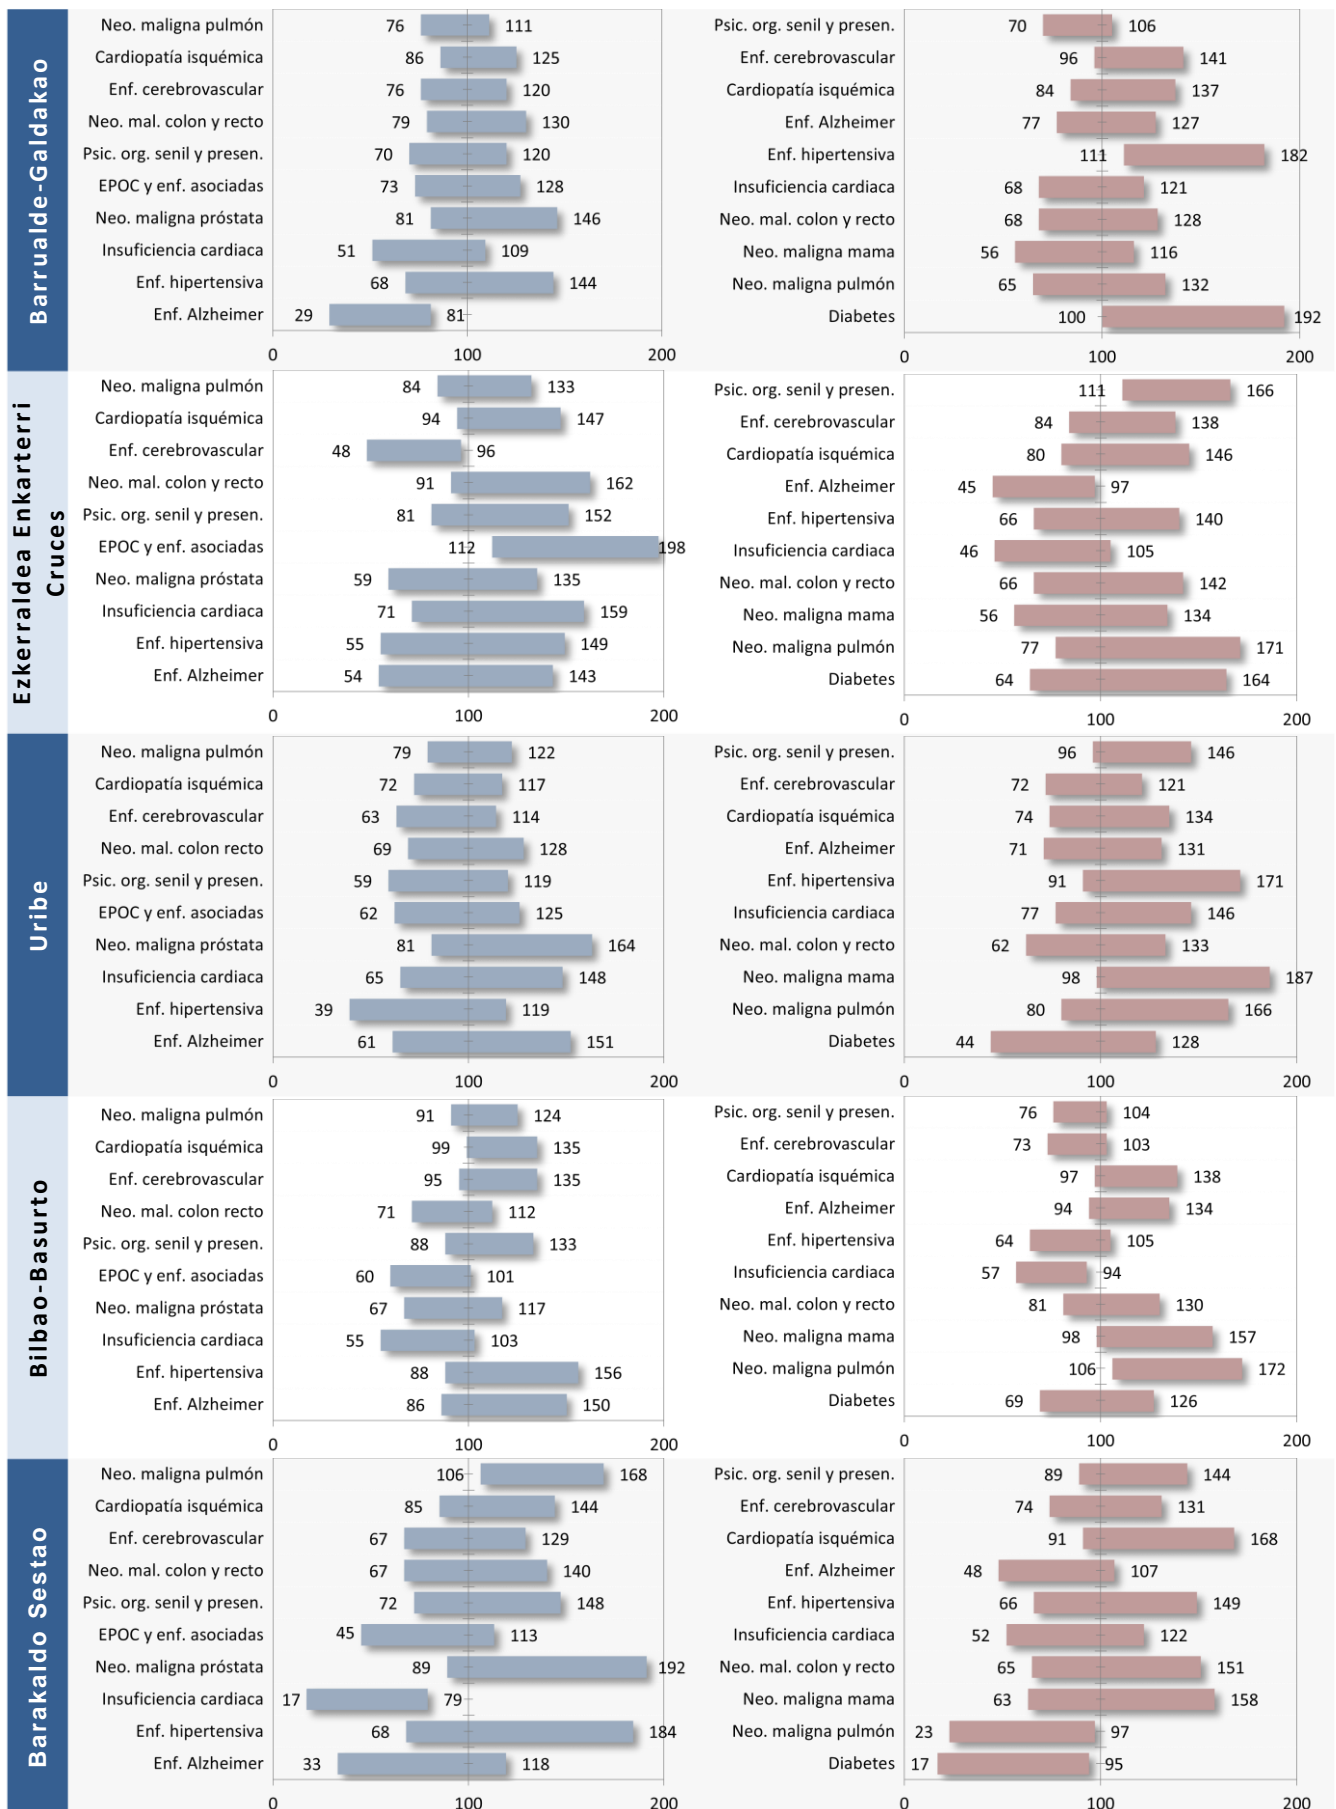 Barrualde-Galdakao
Neo. maligna pulmón 76 111
Cardiopatía isquémica 86 125
Enf. cerebrovascular 76 120
Neo. mal. colon y recto 79 130
Psic. org. senil y presen. 70 120
EPOC y enf. asociadas 73 128
Neo. maligna próstata 81 146
Insuficiencia cardiaca 51 109
Enf. hipertensiva 68 144
Enf. Alzheimer 29 81
0 100 200
Psic. org. senil y presen. 70 106
Enf. cerebrovascular 96 141
Cardiopatía isquémica 84 137
Enf. Alzheimer 77 127
Enf. hipertensiva 111 182
Insuficiencia cardiaca 68 121
Neo. mal. colon y recto 68 128
Neo. maligna mama 56 116
Neo. maligna pulmón 65 132
Diabetes 100 192
0 100 200
Ezkerraldea Enkarterri
Cruces
Neo. maligna pulmón 84 133
Cardiopatía isquémica 94 147
Enf. cerebrovascular 48 96
Neo. mal. colon y recto 91 162
Psic. org. senil y presen. 81 152
EPOC y enf. asociadas 112 198
Neo. maligna próstata 59 135
Insuficiencia cardiaca 71 159
Enf. hipertensiva 55 149
Enf. Alzheimer 54 143
0 100 200
Psic. org. senil y presen. 111 166
Enf. cerebrovascular 84 138
Cardiopatía isquémica 80 146
Enf. Alzheimer 45 97
Enf. hipertensiva 66 140
Insuficiencia cardiaca 46 105
Neo. mal. colon y recto 66 142
Neo. maligna mama 56 134
Neo. maligna pulmón 77 171
Diabetes 64 164
0 100 200
Uribe
Neo. maligna pulmón 79 122
Cardiopatía isquémica 72 117
Enf. cerebrovascular 63 114
Neo. mal. colon recto 69 128
Psic. org. senil y presen. 59 119
EPOC y enf. asociadas 62 125
Neo. maligna próstata 81 164
Insuficiencia cardiaca 65 148
Enf. hipertensiva 39 119
Enf. Alzheimer 61 151
0 100 200
Psic. org. senil y presen. 96 146
Enf. cerebrovascular 72 121
Cardiopatía isquémica 74 134
Enf. Alzheimer 71 131
Enf. hipertensiva 91 171
Insuficiencia cardiaca 77 146
Neo. mal. colon y recto 62 133
Neo. maligna mama 98 187
Neo. maligna pulmón 80 166
Diabetes 44 128
0 100 200
Bilbao-Basurto
Neo. maligna pulmón 91 124
Cardiopatía isquémica 99 135
Enf. cerebrovascular 95 135
Neo. mal. colon recto 71 112
Psic. org. senil y presen. 88 133
EPOC y enf. asociadas 60 101
Neo. maligna próstata 67 117
Insuficiencia cardiaca 55 103
Enf. hipertensiva 88 156
Enf. Alzheimer 86 150
0 100 200
Psic. org. senil y presen. 76 104
Enf. cerebrovascular 73 103
Cardiopatía isquémica 97 138
Enf. Alzheimer 94 134
Enf. hipertensiva 64 105
Insuficiencia cardiaca 57 94
Neo. mal. colon y recto 81 130
Neo. maligna mama 98 157
Neo. maligna pulmón 106 172
Diabetes 69 126
0 100 200
Barakaldo Sestao
Neo. maligna pulmón 106 168
Cardiopatía isquémica 85 144
Enf. cerebrovascular 67 129
Neo. mal. colon y recto 67 140
Psic. org. senil y presen. 72 148
EPOC y enf. asociadas 45 113
Neo. maligna próstata 89 192
Insuficiencia cardiaca 17 79
Enf. hipertensiva 68 184
Enf. Alzheimer 33 118
0 100 200
Psic. org. senil y presen. 89 144
Enf. cerebrovascular 74 131
Cardiopatía isquémica 91 168
Enf. Alzheimer 48 107
Enf. hipertensiva 66 149
Insuficiencia cardiaca 52 122
Neo. mal. colon y recto 65 151
Neo. maligna mama 63 158
Neo. maligna pulmón 23 97
Diabetes 17 95
0 100 200